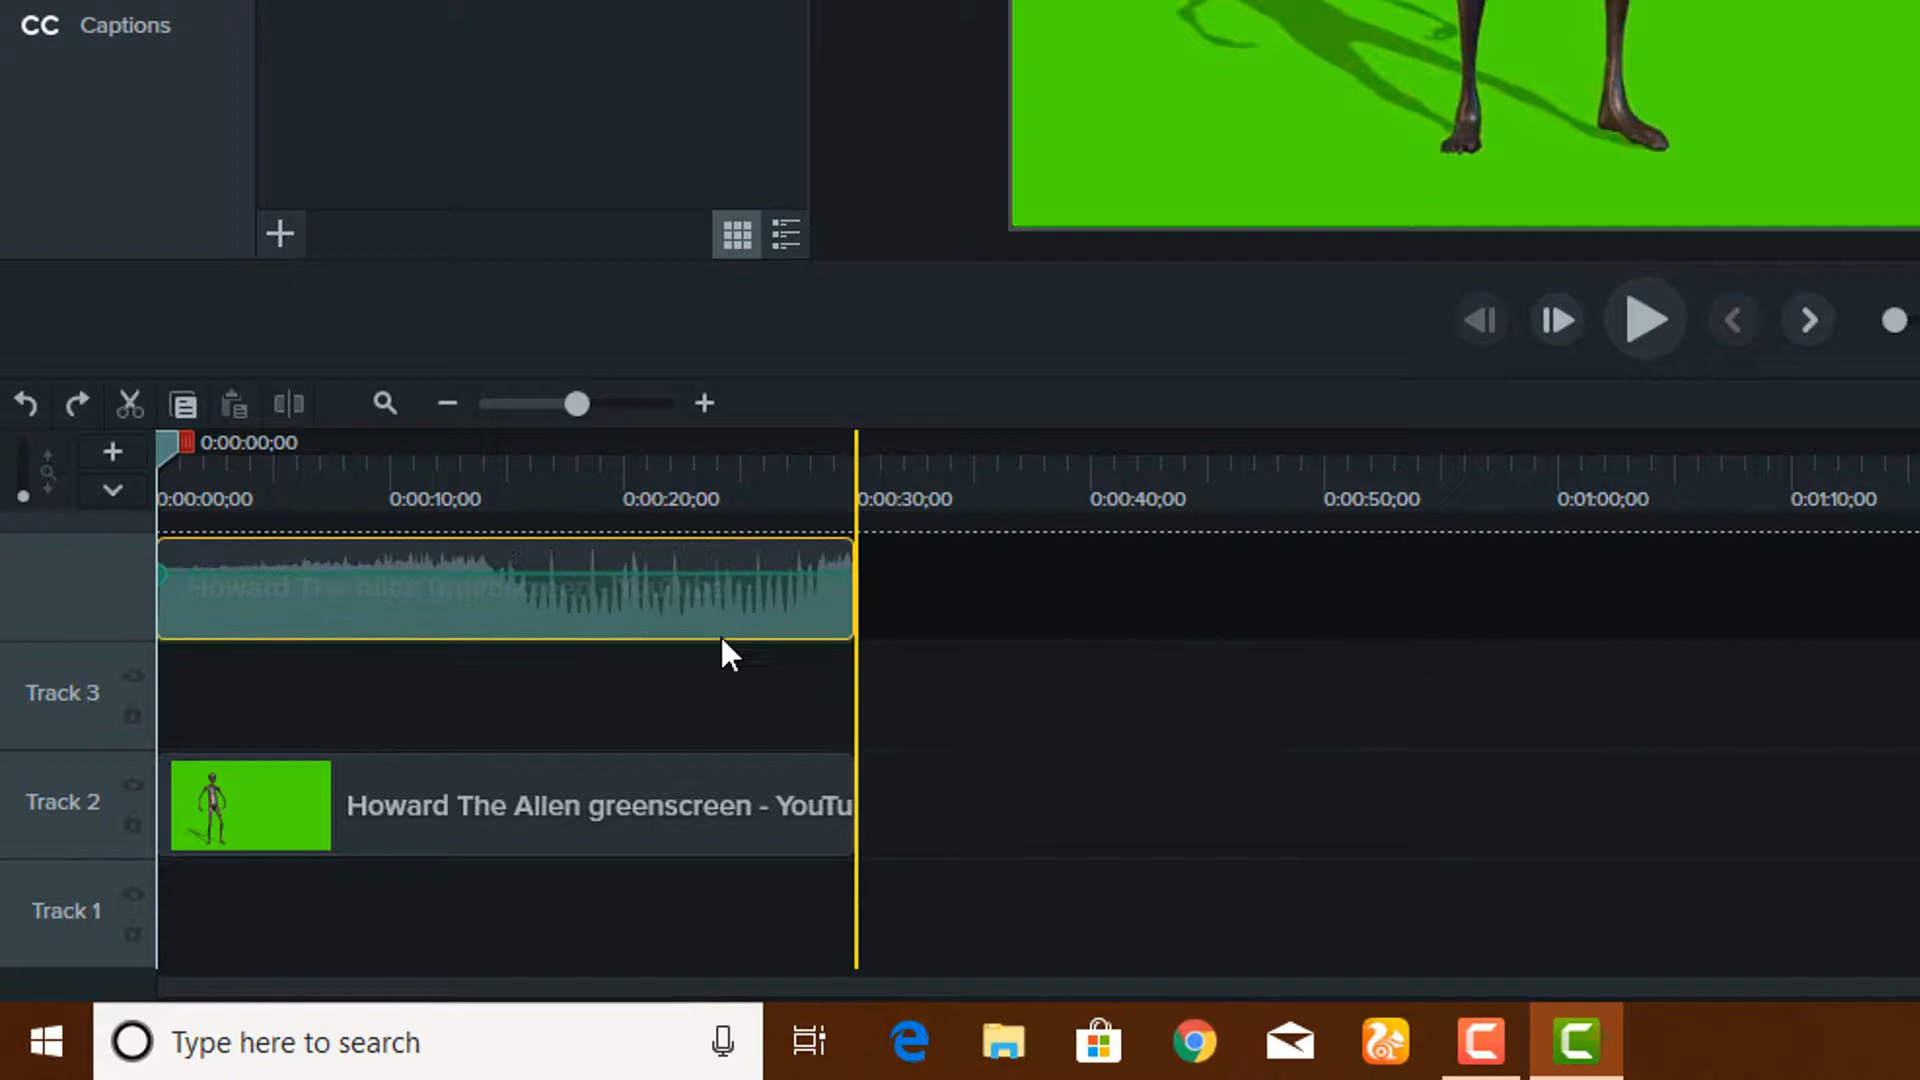 CC Captions
0:00:00;00
0:00:00;00 0:00:10;00 0:00:20;00 0:00:30;00 0:00:40;00 0:00:50;00 0:01:00;00 0:01:10;00
Howard The Allen greenscreen - YouTube
Track 3
Track 2
Howard The Allen greenscreen - YouTu
Track 1
Type here to search